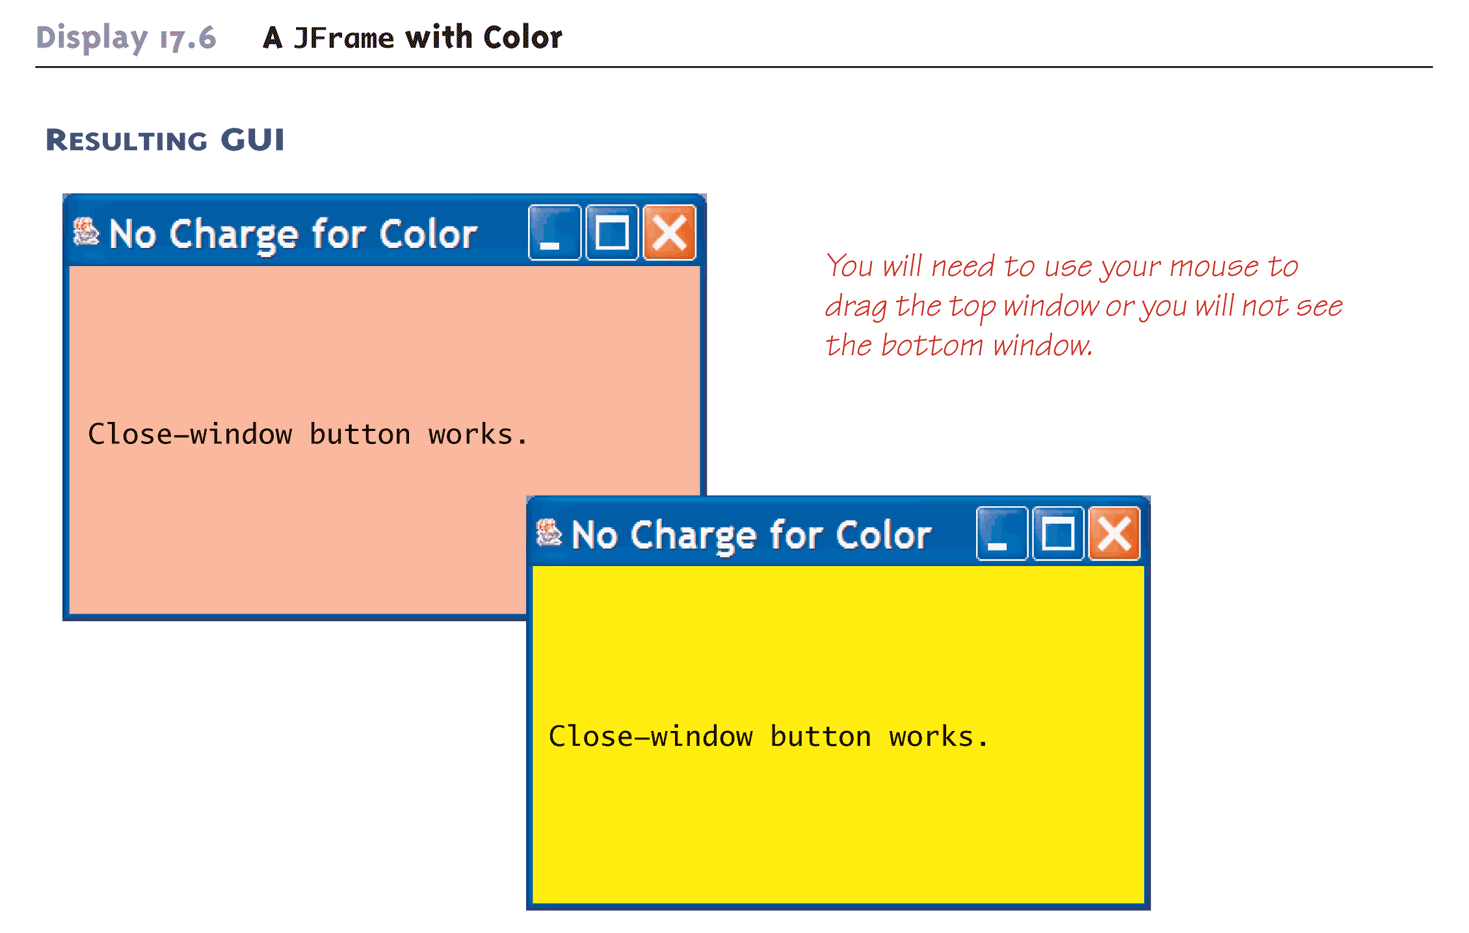 Display 17.6 A JFrame with Color
RESULTING GUI
No Charge for Color
You will need to use your mouse to
drag the top window or you will not see
the bottom window.
Close–window button works.
No Charge for Color
Close–window button works.